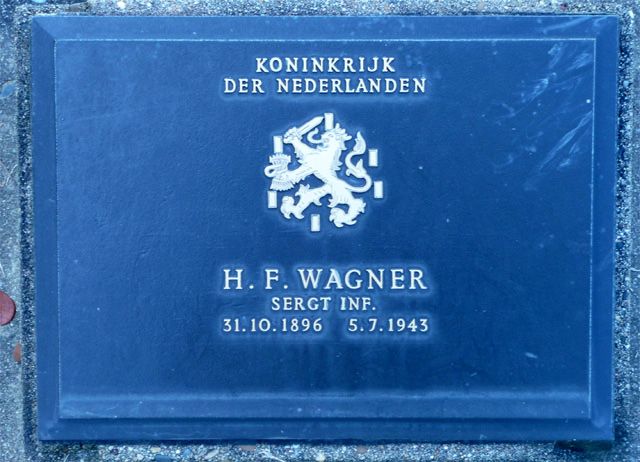 KONINKRIJK
DER NEDERLANDEN
H. F. WAGNER
SERGT INF.
31.10.1896 5.7.1943